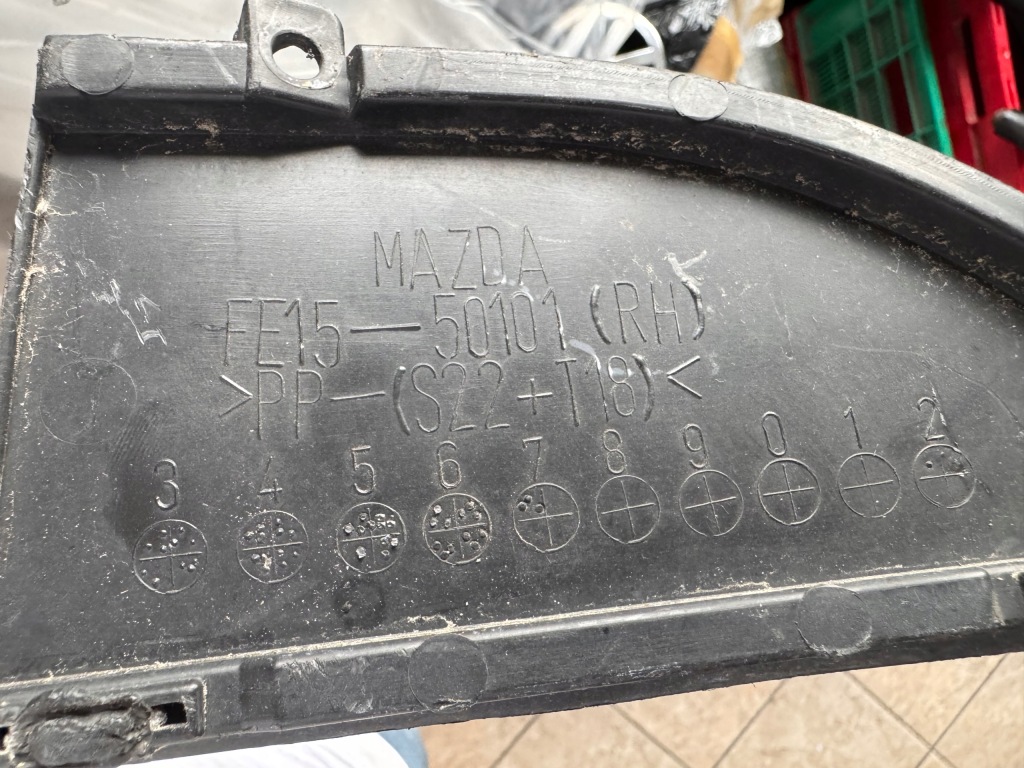 MAZDA
FE15-50101 (RH)
>PP-(S22+T18)<
3 4 5 6 7 8 9 0 1 2